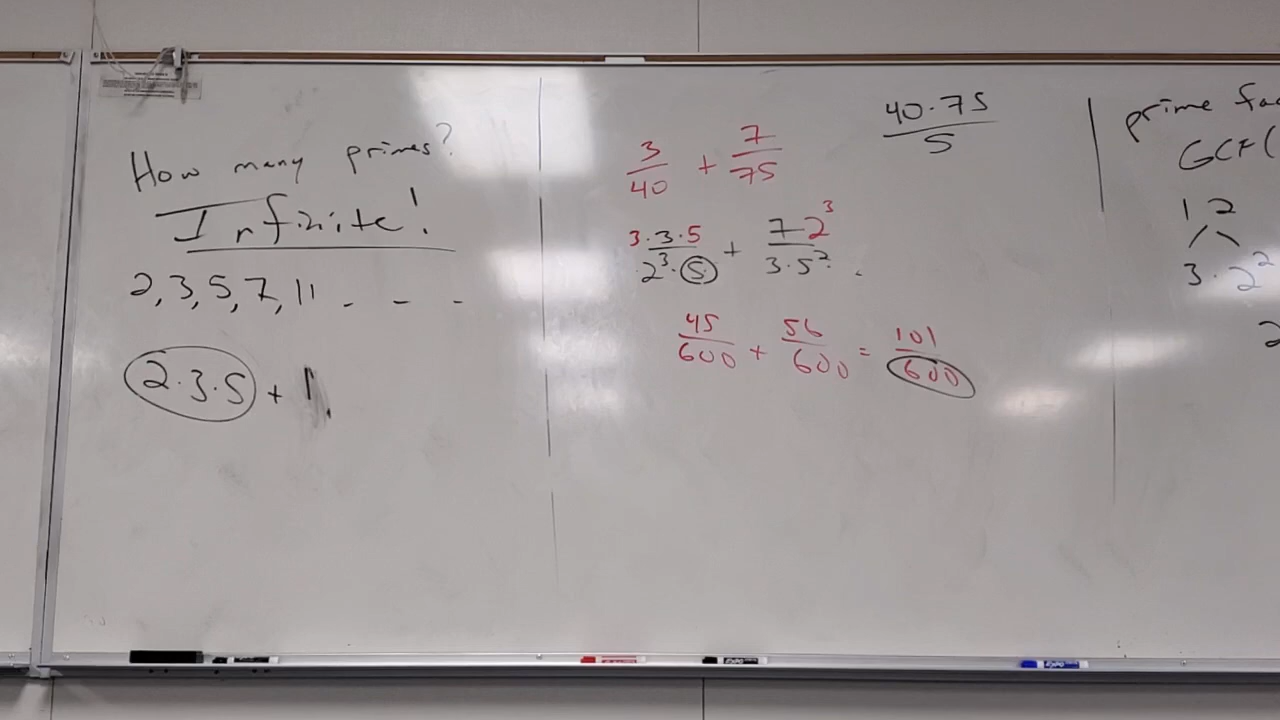 How many primes?
Infinite!
2, 3, 5, 7, 11 - - -
2·3·5 + 1
3/40 + 7/75
40·75/5
3·3·5/2³·5 + 7·2³/3·5²
45/600 + 56/600 = 101/600
prime
GCF(
12
3·2²
2
EXPO